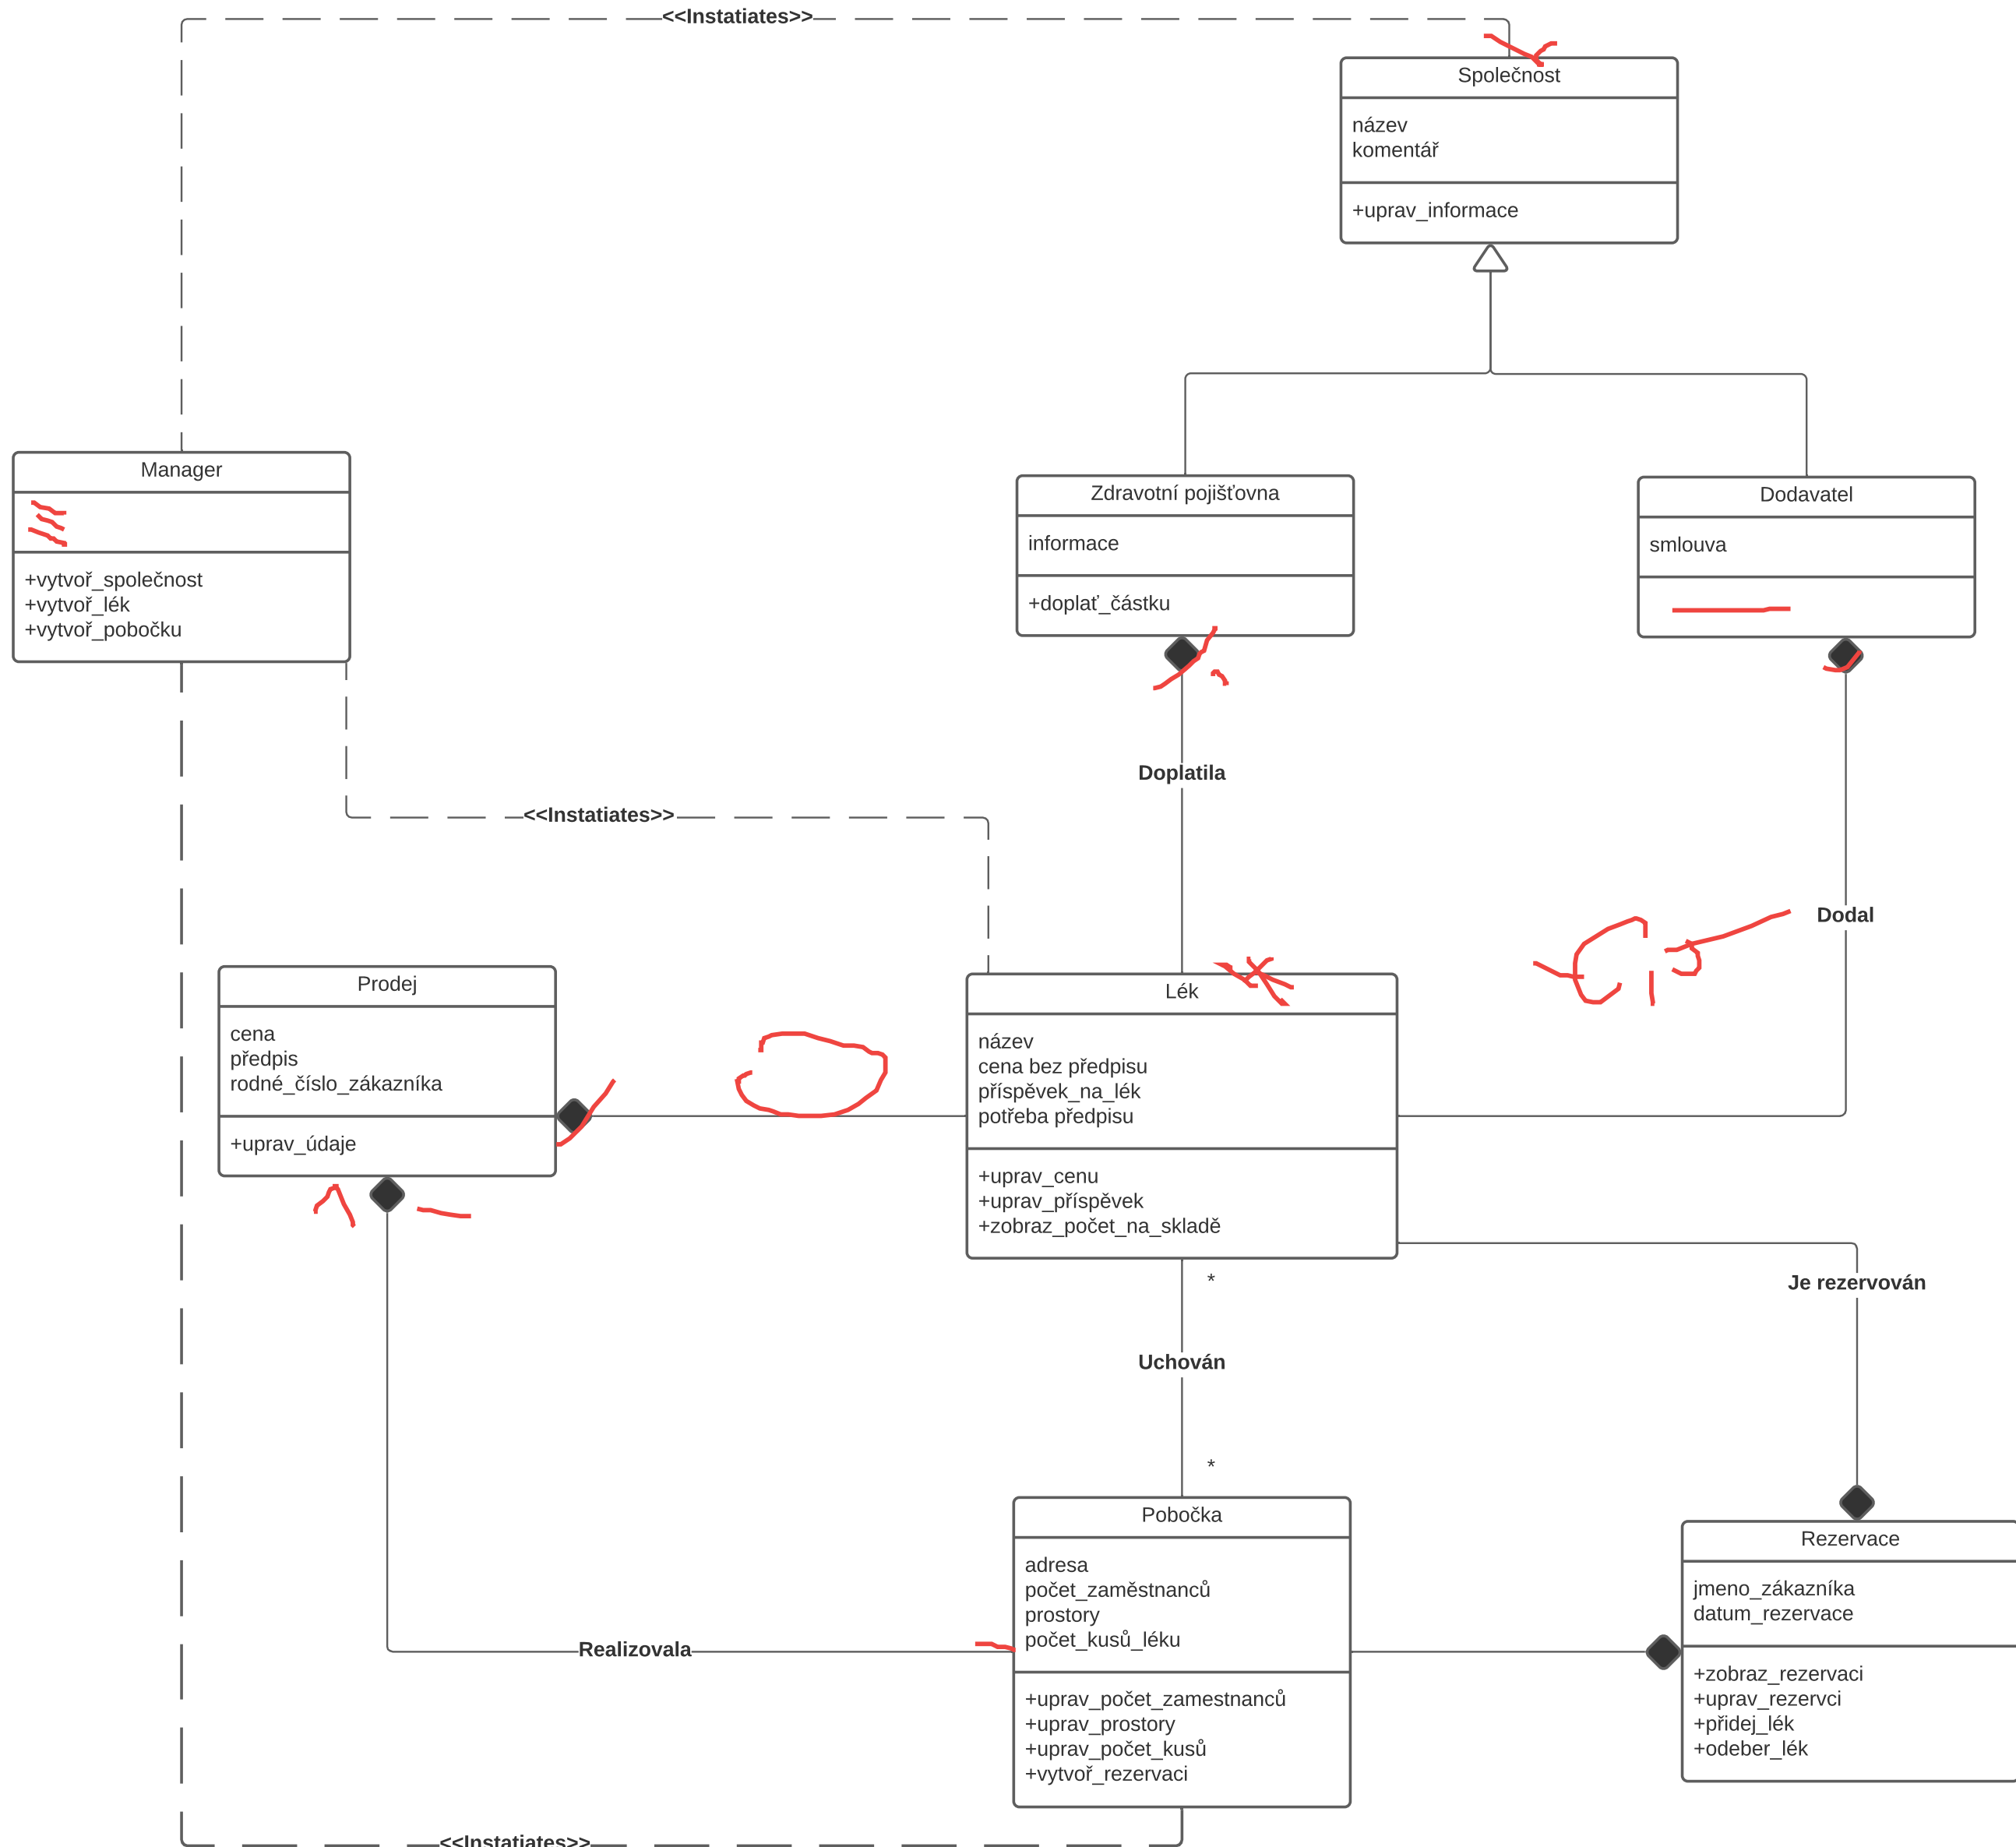 <<Instatiates>>
Společnost
název
komentář
+uprav_informace
Manager
+vytvoř_společnost
+vytvoř_lék
+vytvoř_pobočku
Zdravotní pojišťovna
informace
+doplať_částku
Dodavatel
smlouva
Doplatila
<<Instatiates>>
Dodal
Prodej
cena
předpis
rodné_číslo_zákazníka
+uprav_údaje
Lék
název
cena bez předpisu
příspěvek_na_lék
potřeba předpisu
+uprav_cenu
+uprav_příspěvek
+zobraz_počet_na_skladě
*
Je rezervován
Uchován
*
Realizovala
Pobočka
adresa
počet_zaměstnanců
prostory
počet_kusů_léku
+uprav_počet_zamestnanců
+uprav_prostory
+uprav_počet_kusů
+vytvoř_rezervaci
Rezervace
jmeno_zákazníka
datum_rezervace
+zobraz_rezervaci
+uprav_rezervci
+přidej_lék
+odeber_lék
<<Instatiates>>